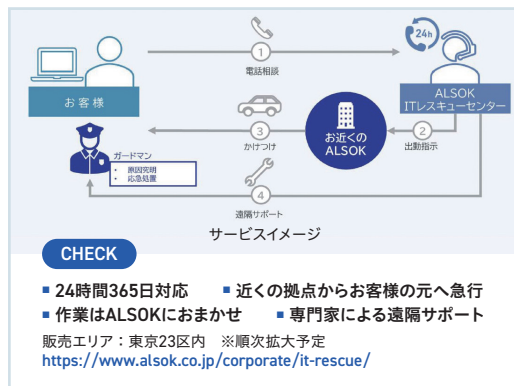 24h
1
電話相談
お客様
ALSOK
ITレスキューセンター
3
かけつけ
お近くの
ALSOK
2
出動指示
ガードマン
• 原因究明
• 応急処置
4
遠隔サポート
サービスイメージ
CHECK
■ 24時間365日対応 ■ 近くの拠点からお客様の元へ急行
■ 作業はALSOKにおまかせ ■ 専門家による遠隔サポート
販売エリア：東京23区内 ※順次拡大予定
https://www.alsok.co.jp/corporate/it-rescue/